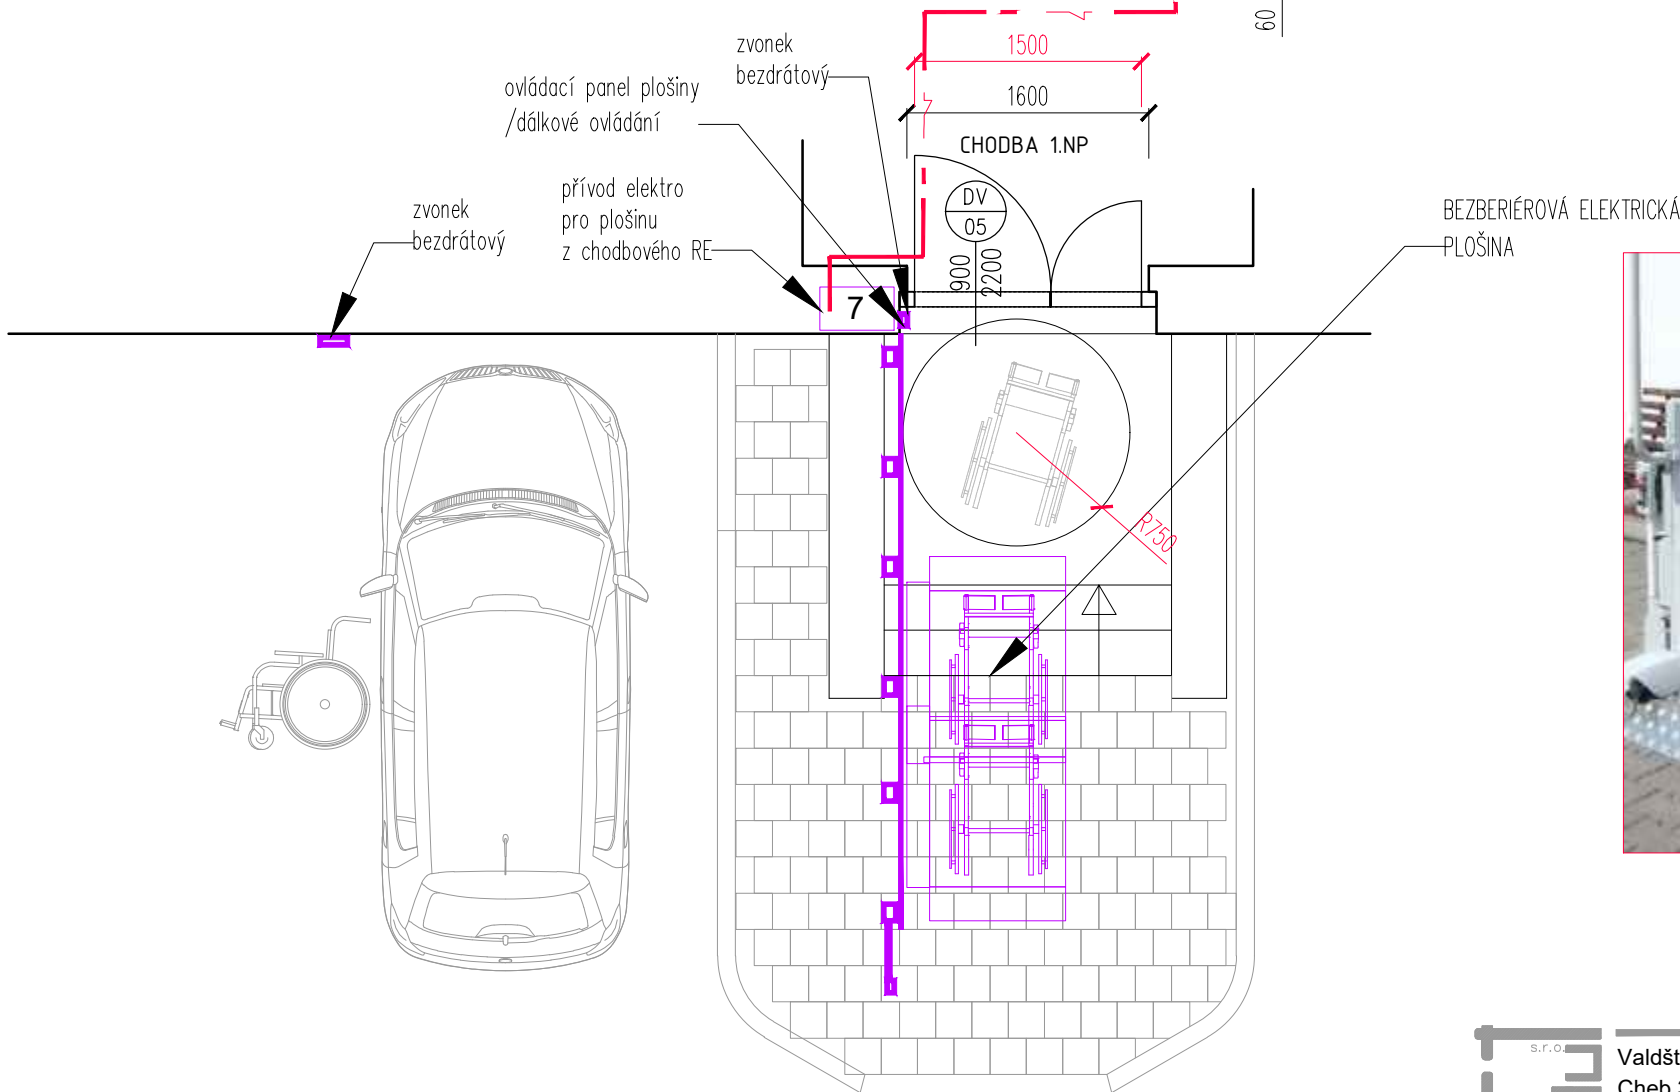 60
1500
1600
CHODBA 1.NP
zvonek
bezdrátový
ovládací panel plošiny
/dálkové ovládání
přívod elektro
pro plošinu
z chodbového RE
zvonek
bezdrátový
DV
05
900
2200
7
BEZBERIÉROVÁ ELEKTRICKÁ
PLOŠINA
R750
s.r.o.
Valdšt
Cheb